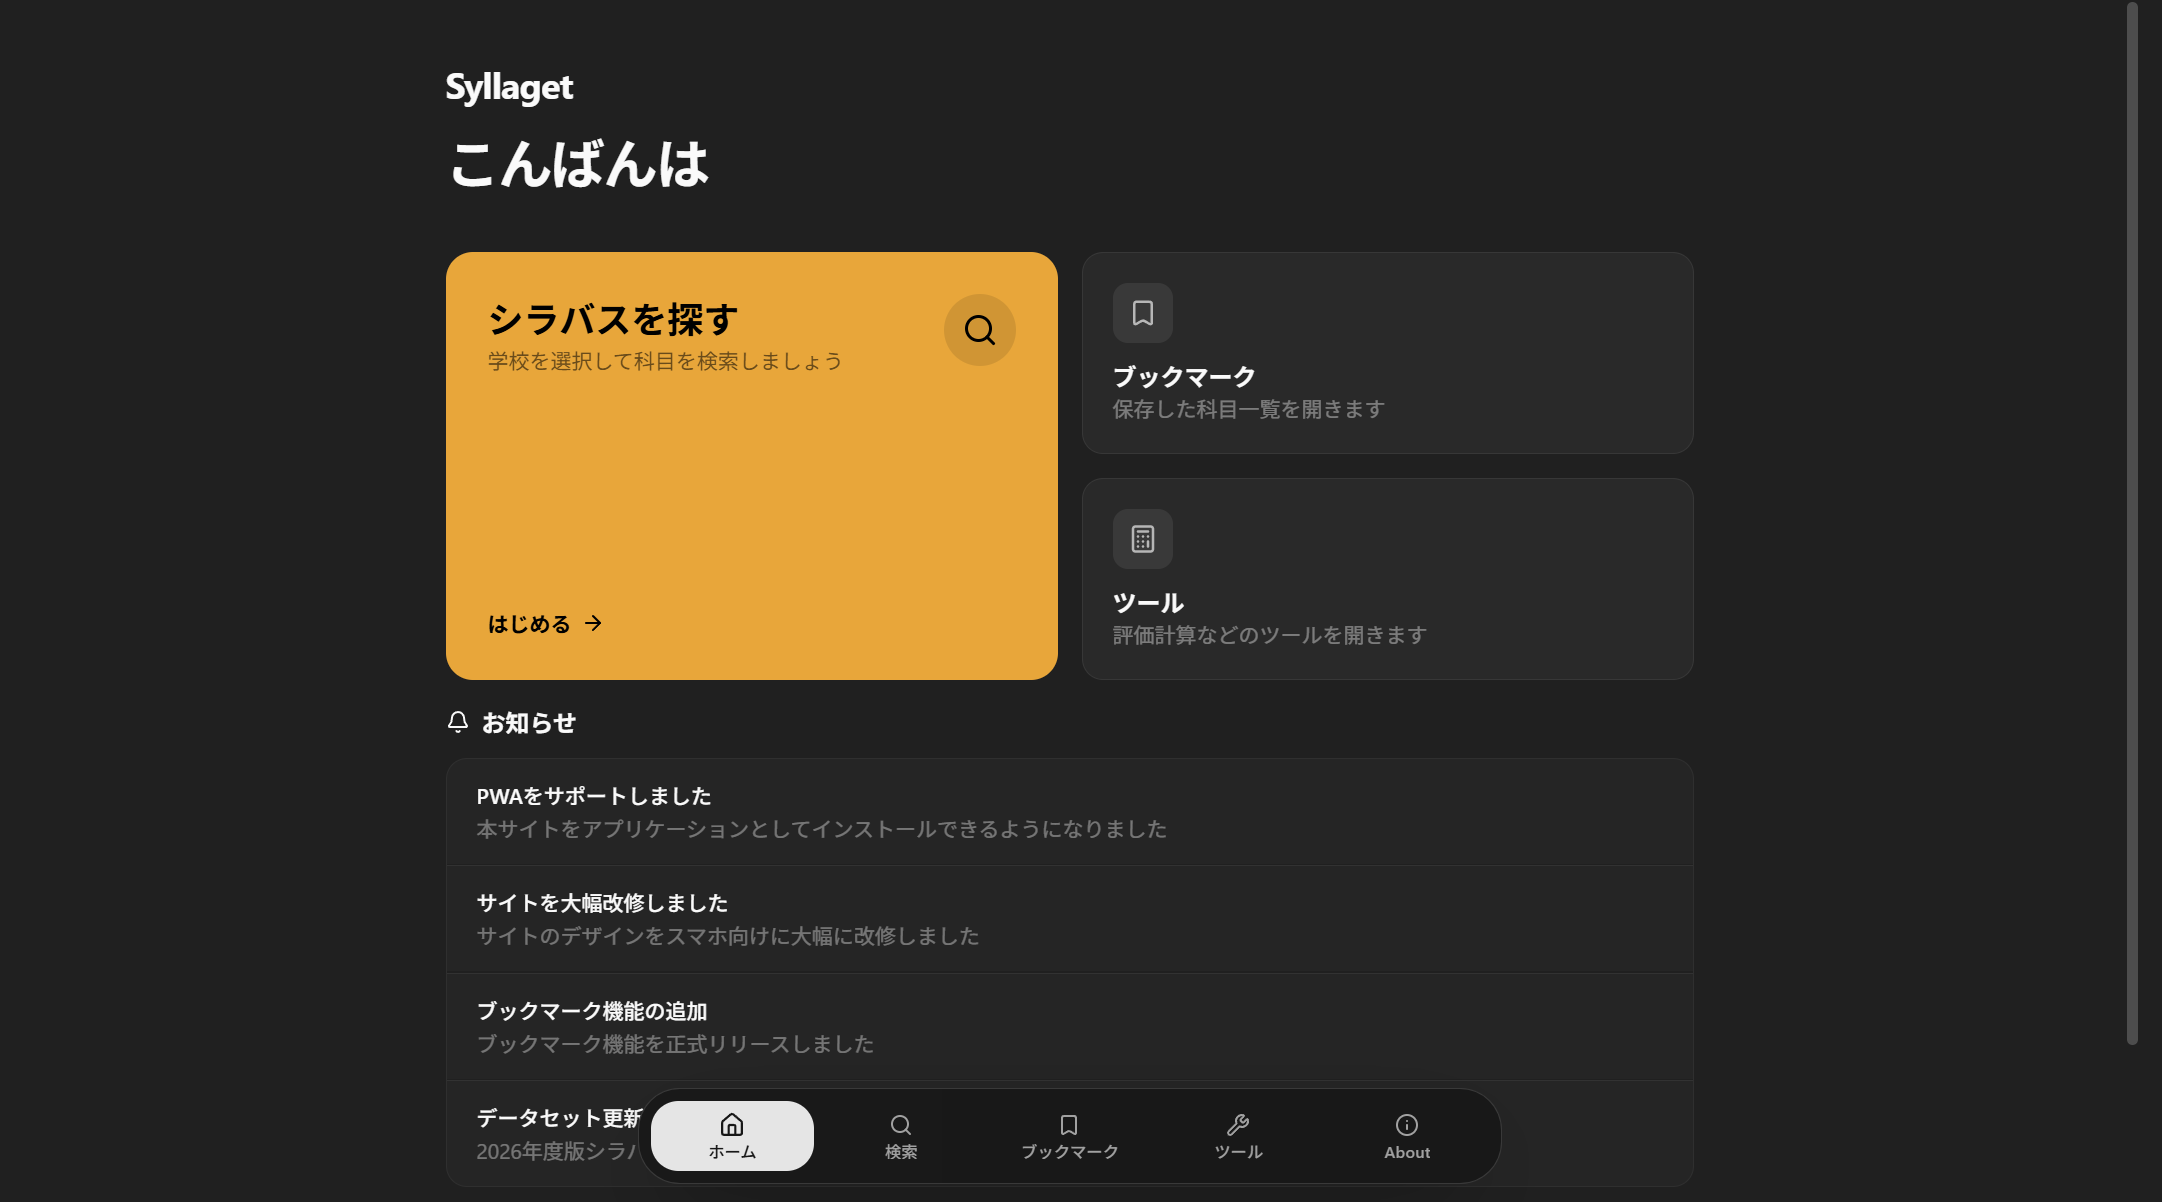 Syllaget
こんばんは
シラバスを探す
学校を選択して科目を検索しましょう
はじめる
ブックマーク
保存した科目一覧を開きます
ツール
評価計算などのツールを開きます
お知らせ
PWAをサポートしました
本サイトをアプリケーションとしてインストールできるようになりました
サイトを大幅改修しました
サイトのデザインをスマホ向けに大幅に改修しました
ブックマーク機能の追加
ブックマーク機能を正式リリースしました
データセット更新
2026年度版シラ
ホーム
検索
ブックマーク
ツール
About